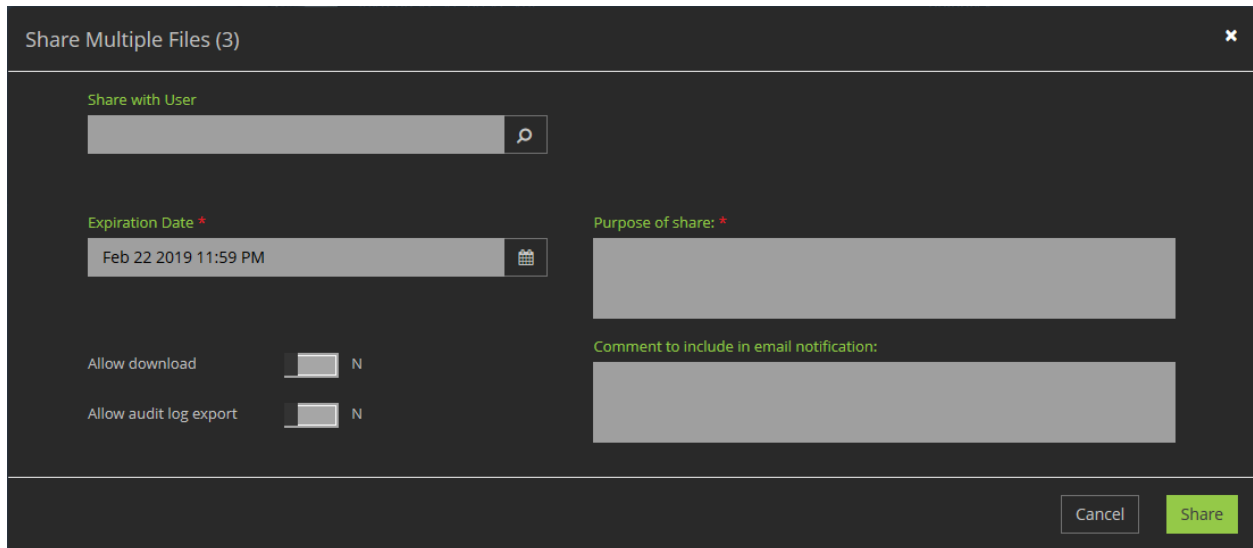 Share Multiple Files (3)
Share with User
Expiration Date *
Feb 22 2019 11:59 PM
Purpose of share: *
Allow download N
Comment to include in email notification:
Allow audit log export N
Cancel
Share